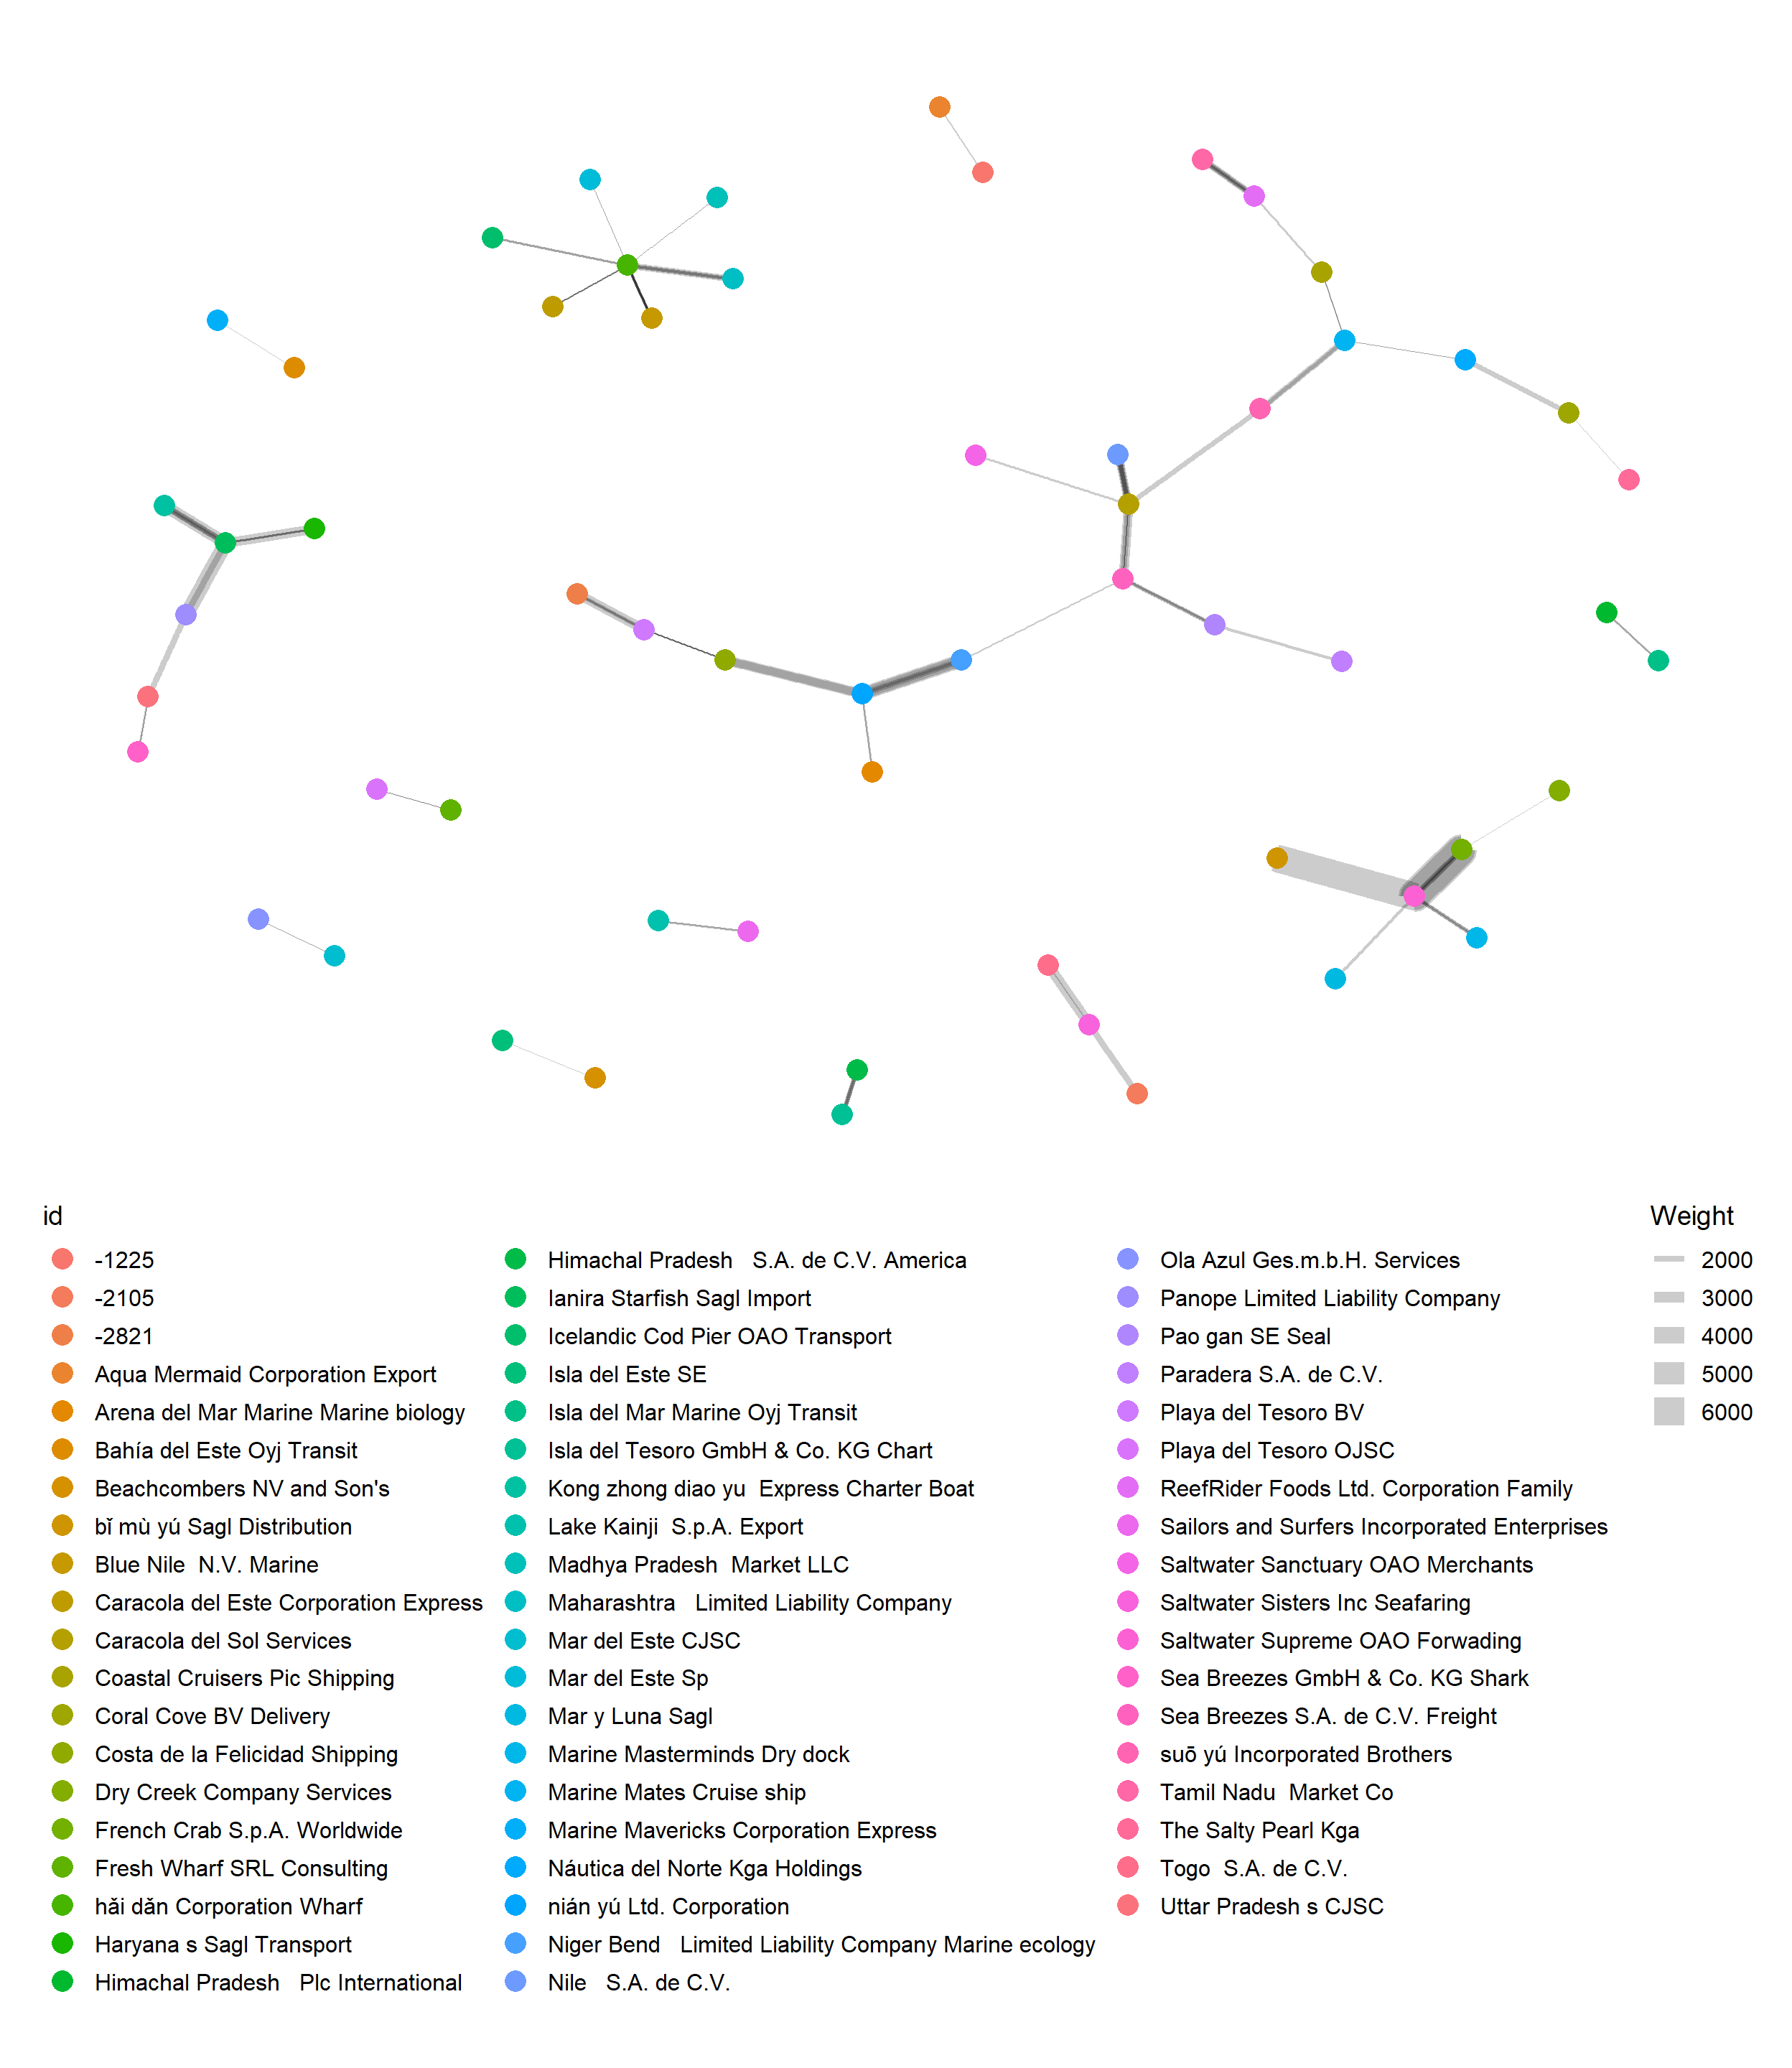 id
-1225
-2105
-2821
Aqua Mermaid Corporation Export
Arena del Mar Marine Marine biology
Bahía del Este Oyj Transit
Beachcombers NV and Son's
bǐ mù yú Sagl Distribution
Blue Nile  N.V. Marine
Caracola del Este Corporation Express
Caracola del Sol Services
Coastal Cruisers Pic Shipping
Coral Cove BV Delivery
Costa de la Felicidad Shipping
Dry Creek Company Services
French Crab S.p.A. Worldwide
Fresh Wharf SRL Consulting
hǎi dǎn Corporation Wharf
Haryana s Sagl Transport
Himachal Pradesh   Plc International
Himachal Pradesh   S.A. de C.V. America
Ianira Starfish Sagl Import
Icelandic Cod Pier OAO Transport
Isla del Este SE
Isla del Mar Marine Oyj Transit
Isla del Tesoro GmbH & Co. KG Chart
Kong zhong diao yu  Express Charter Boat
Lake Kainji  S.p.A. Export
Madhya Pradesh  Market LLC
Maharashtra   Limited Liability Company
Mar del Este CJSC
Mar del Este Sp
Mar y Luna Sagl
Marine Masterminds Dry dock
Marine Mates Cruise ship
Marine Mavericks Corporation Express
Náutica del Norte Kga Holdings
nián yú Ltd. Corporation
Niger Bend   Limited Liability Company Marine ecology
Nile   S.A. de C.V.
Ola Azul Ges.m.b.H. Services
Panope Limited Liability Company
Pao gan SE Seal
Paradera S.A. de C.V.
Playa del Tesoro BV
Playa del Tesoro OJSC
ReefRider Foods Ltd. Corporation Family
Sailors and Surfers Incorporated Enterprises
Saltwater Sanctuary OAO Merchants
Saltwater Sisters Inc Seafaring
Saltwater Supreme OAO Forwading
Sea Breezes GmbH & Co. KG Shark
Sea Breezes S.A. de C.V. Freight
suō yú Incorporated Brothers
Tamil Nadu  Market Co
The Salty Pearl Kga
Togo  S.A. de C.V.
Uttar Pradesh s CJSC
Weight
2000
3000
4000
5000
6000